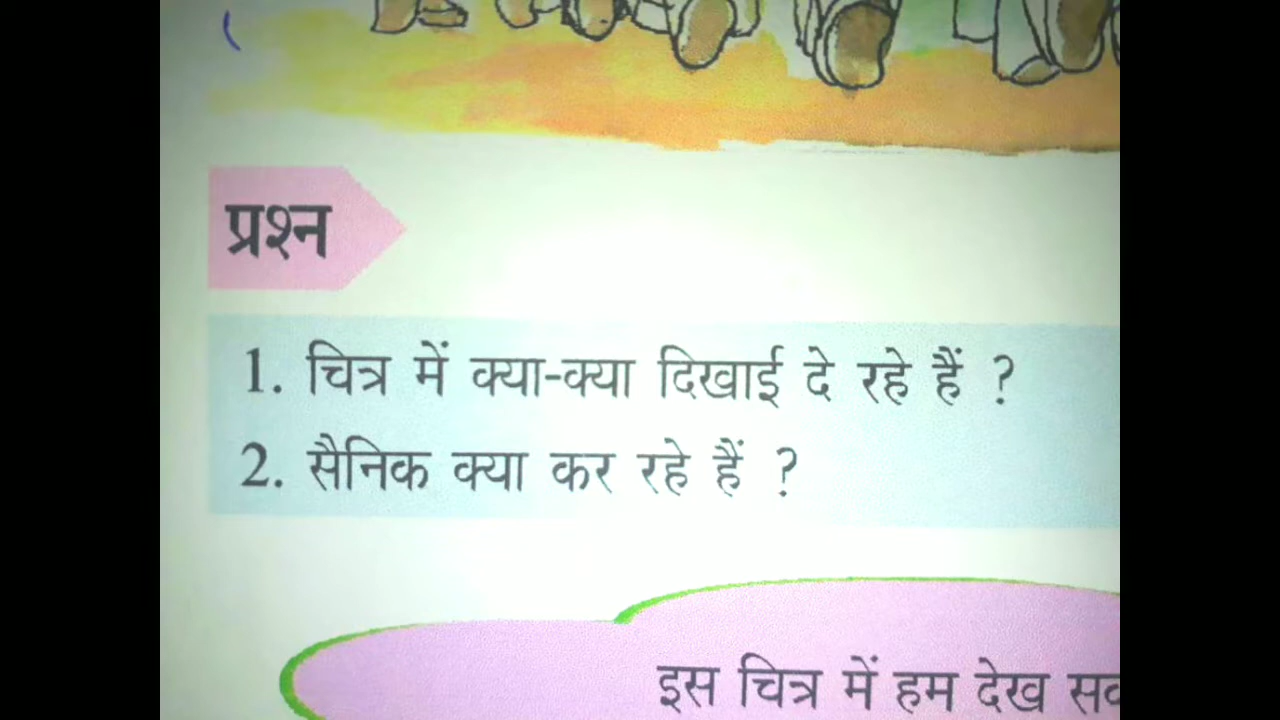 प्रश्न
1. चित्र में क्या-क्या दिखाई दे रहे हैं ?
2. सैनिक क्या कर रहे हैं ?
इस चित्र में हम देख